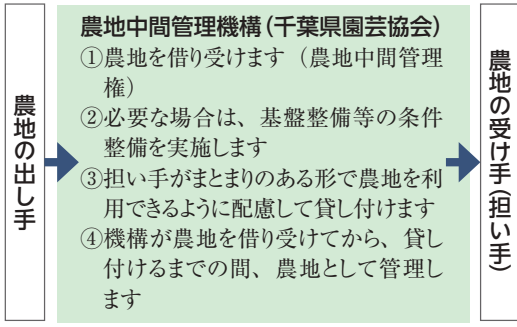 農地の出し手
農地中間管理機構（千葉県園芸協会）
①農地を借り受けます（農地中間管理
権）
②必要な場合は、基盤整備等の条件
整備を実施します
③担い手がまとまりのある形で農地を利
用できるように配慮して貸し付けます
④機構が農地を借り受けてから、貸し
付けるまでの間、農地として管理し
ます
農地の受け手（担い手）